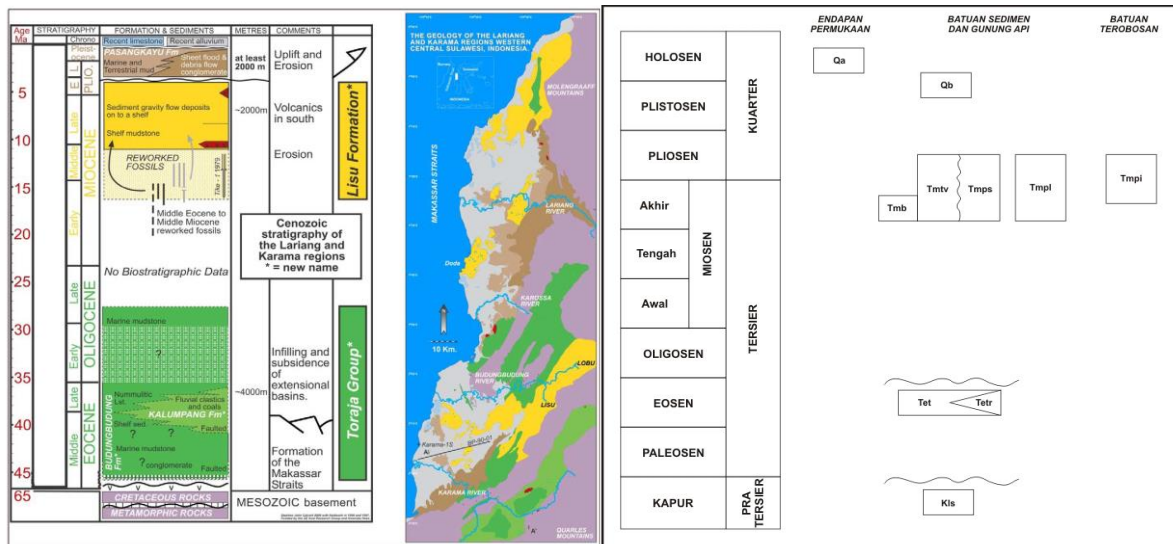 Age
Ma
STRATIGRAPHY
Chrono
FORMATION & SEDIMENTS
METRES
COMMENTS
Recent limestone
Recent alluvium
Pleist-
ocene
PLIO.
E
L
PASANGKAYU Fm
Marine and
Terrestrial mud
Sheet flood &
debris flow
conglomerate
at least
2000 m
Uplift and
Erosion
5
10
15
20
25
30
35
40
45
65
MIOCENE
Late
Middle
Early
Sediment gravity flow deposits
on to a shelf
Shelf mudstone
~2000m
Volcanics
in south
Erosion
Lisu Formation*
REWORKED
FOSSILS
Middle Eocene to
Middle Miocene
reworked fossils
Cenozoic
stratigraphy of
the Lariang and
Karama regions
* = new name
No Biostratigraphic Data
OLIGOCENE
Late
Early
Marine mudstone
?
Infilling and
subsidence
of
extensional
basins.
Toraja Group*
EOCENE
Late
Middle
Nummulitic
Lst.
Fluvial clastics
and coals
KALUMPANG Fm*
Shelf sed.
? ?
Faulted
BUDUNGBUDUNG
Fm*
Marine mudstone
? conglomerate
Faulted
~4000m
Formation
of the
Makassar
Straits
CRETACEOUS ROCKS
METAMORPHIC ROCKS
MESOZOIC basement
THE GEOLOGY OF THE LARIANG
AND KARAMA REGIONS WESTERN
CENTRAL SULAWESI, INDONESIA.
MOLENGRAAFF
MOUNTAINS
MAKASSAR STRAITS
LARIANG
RIVER
Doda
KAROSSA
RIVER
10 Km.
BUDUNGBUDUNG
RIVER
LOBU
LISU
Karama-1S
BP-90-01
KARAMA RIVER
QUARLES
MOUNTAINS
ENDAPAN
PERMUKAAN
BATUAN SEDIMEN
DAN GUNUNG API
BATUAN
TEROBOSAN
HOLOSEN
PLISTOSEN
PLIOSEN
Akhir
Tengah
Awal
OLIGOSEN
EOSEN
PALEOSEN
KAPUR
KUARTER
MIOSEN
TERSIER
PRA
TERSIER
Qa
Qb
Tmb
Tmtv
Tmps
Tmpl
Tmpi
Tet
Tetr
Kls